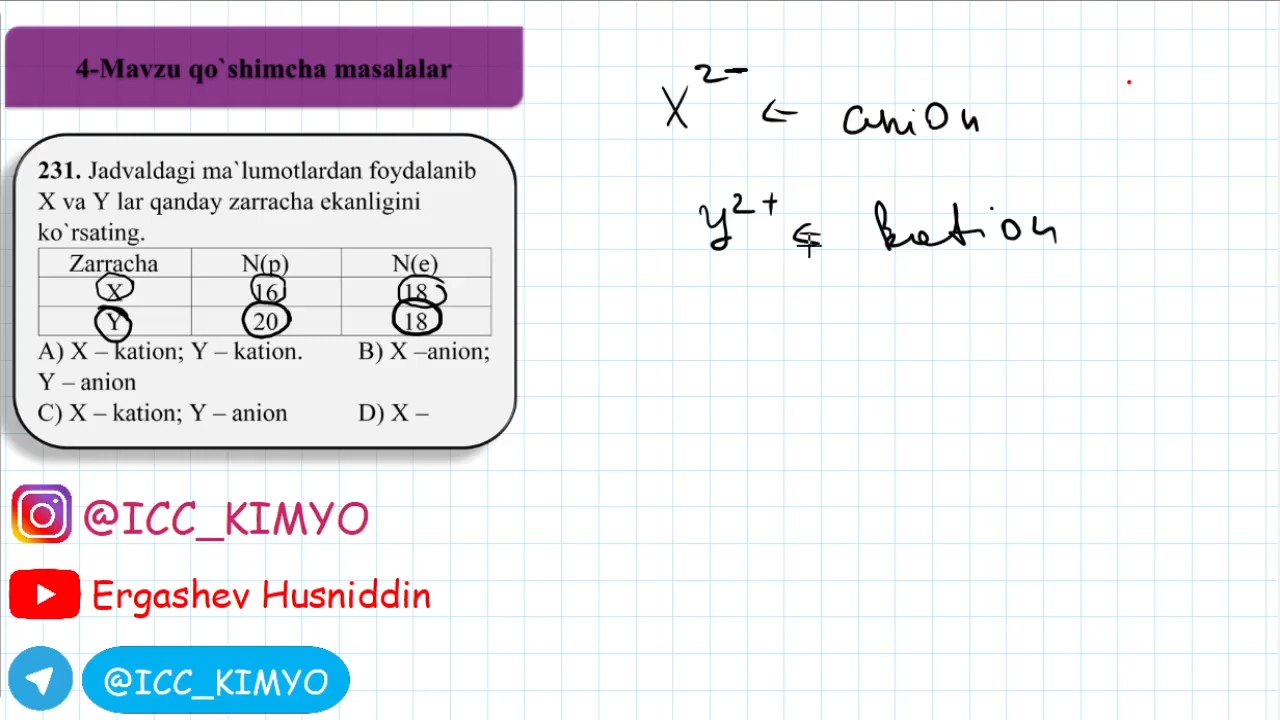 4-Mavzu qo`shimcha masalalar
231. Jadvaldagi ma`lumotlardan foydalanib
X va Y lar qanday zarracha ekanligini
ko`rsating.
Zarracha N(p) N(e)
X 16 18
Y 20 18
A) X – kation; Y – kation. B) X –anion;
Y – anion
C) X – kation; Y – anion D) X –
@ICC_KIMYO
Ergashev Husniddin
@ICC_KIMYO
X²⁻ ← anion
y²⁺ ⇐ kation